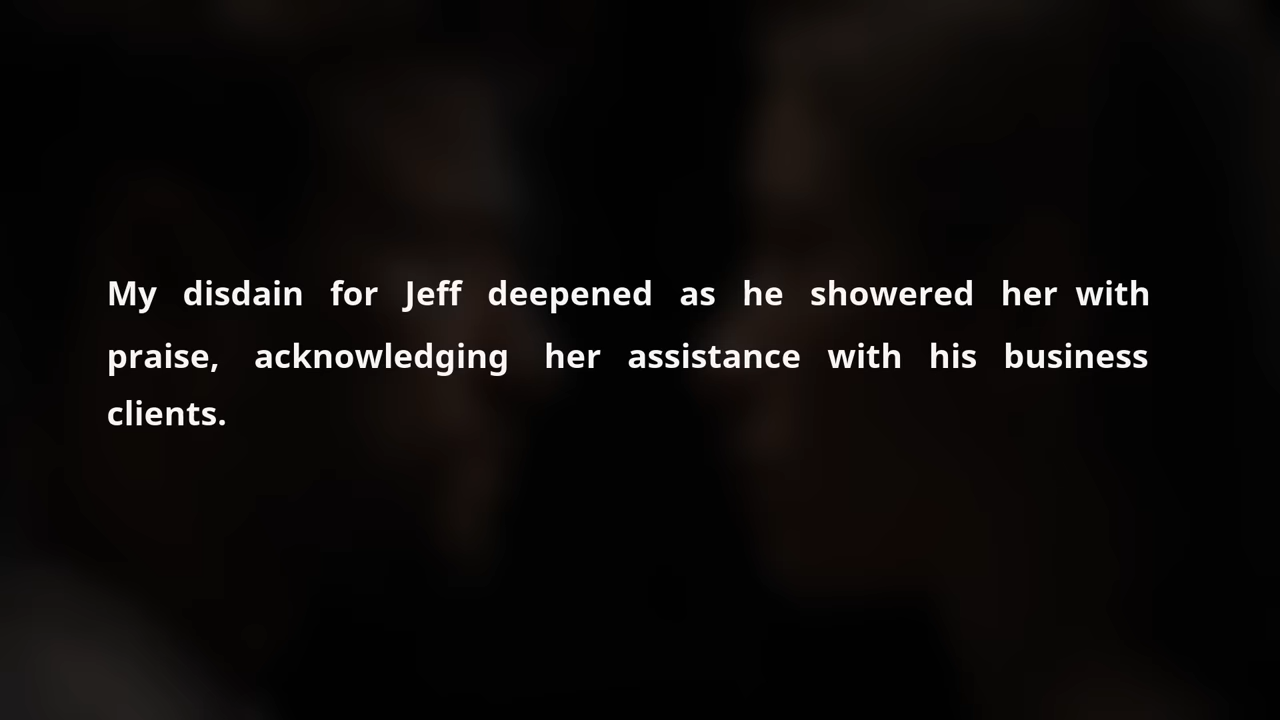 My disdain for Jeff deepened as he showered her with
praise, acknowledging her assistance with his business
clients.